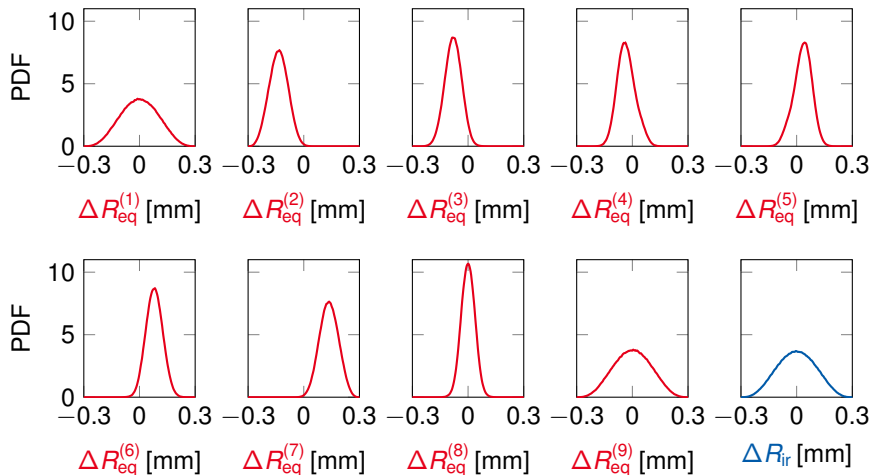 10
5
0
PDF
−0.3 0 0.3 −0.3 0 0.3 −0.3 0 0.3 −0.3 0 0.3 −0.3 0 0.3
ΔR_eq^(1) [mm] ΔR_eq^(2) [mm] ΔR_eq^(3) [mm] ΔR_eq^(4) [mm] ΔR_eq^(5) [mm]
10
5
0
PDF
−0.3 0 0.3 −0.3 0 0.3 −0.3 0 0.3 −0.3 0 0.3 −0.3 0 0.3
ΔR_eq^(6) [mm] ΔR_eq^(7) [mm] ΔR_eq^(8) [mm] ΔR_eq^(9) [mm] ΔR_ir [mm]